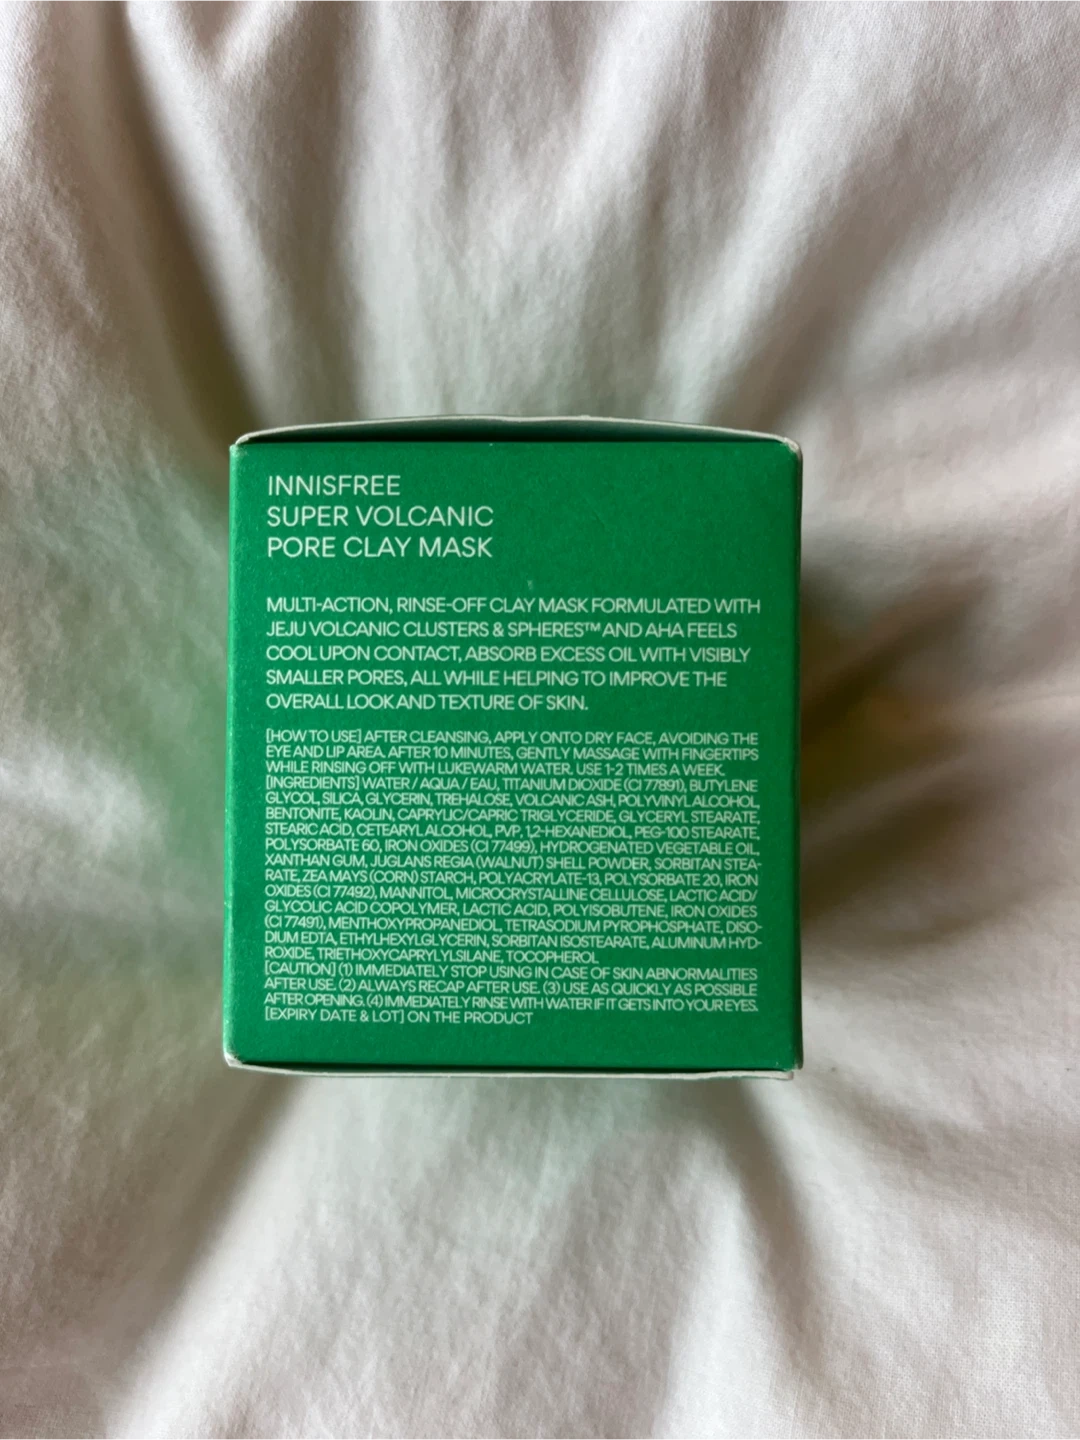 INNISFREE
SUPER VOLCANIC
PORE CLAY MASK
MULTI-ACTION, RINSE-OFF CLAY MASK FORMULATED WITH
JEJU VOLCANIC CLUSTERS & SPHERES™ AND AHA FEELS
COOL UPON CONTACT, ABSORB EXCESS OIL WITH VISIBLY
SMALLER PORES, ALL WHILE HELPING TO IMPROVE THE
OVERALL LOOK AND TEXTURE OF SKIN.
[HOW TO USE] AFTER CLEANSING, APPLY ONTO DRY FACE, AVOIDING THE
EYE AND LIP AREA. AFTER 10 MINUTES, GENTLY MASSAGE WITH FINGERTIPS
WHILE RINSING OFF WITH LUKEWARM WATER. USE 1-2 TIMES A WEEK.
[INGREDIENTS] WATER / AQUA / EAU, TITANIUM DIOXIDE (CI 77891), BUTYLENE
GLYCOL, SILICA, GLYCERIN, TREHALOSE, VOLCANIC ASH, POLYVINYL ALCOHOL,
BENTONITE, KAOLIN, CAPRYLIC/CAPRIC TRIGLYCERIDE, GLYCERYL STEARATE,
STEARIC ACID, CETEARYL ALCOHOL, PVP, 1,2-HEXANEDIOL, PEG-100 STEARATE,
POLYSORBATE 60, IRON OXIDES (CI 77499), HYDROGENATED VEGETABLE OIL,
XANTHAN GUM, JUGLANS REGIA (WALNUT) SHELL POWDER, SORBITAN STEA-
RATE, ZEA MAYS (CORN) STARCH, POLYACRYLATE-13, POLYSORBATE 20, IRON
OXIDES (CI 77492), MANNITOL, MICROCRYSTALLINE CELLULOSE, LACTIC ACID/
GLYCOLIC ACID COPOLYMER, LACTIC ACID, POLYISOBUTENE, IRON OXIDES
(CI 77491), MENTHOXYPROPANEDIOL, TETRASODIUM PYROPHOSPHATE, DISO-
DIUM EDTA, ETHYLHEXYLGLYCERIN, SORBITAN ISOSTEARATE, ALUMINUM HYD-
ROXIDE, TRIETHOXYCAPRYLYLSILANE, TOCOPHEROL
[CAUTION] (1) IMMEDIATELY STOP USING IN CASE OF SKIN ABNORMALITIES
AFTER USE. (2) ALWAYS RECAP AFTER USE. (3) USE AS QUICKLY AS POSSIBLE
AFTER OPENING. (4) IMMEDIATELY RINSE WITH WATER IF IT GETS INTO YOUR EYES.
[EXPIRY DATE & LOT] ON THE PRODUCT